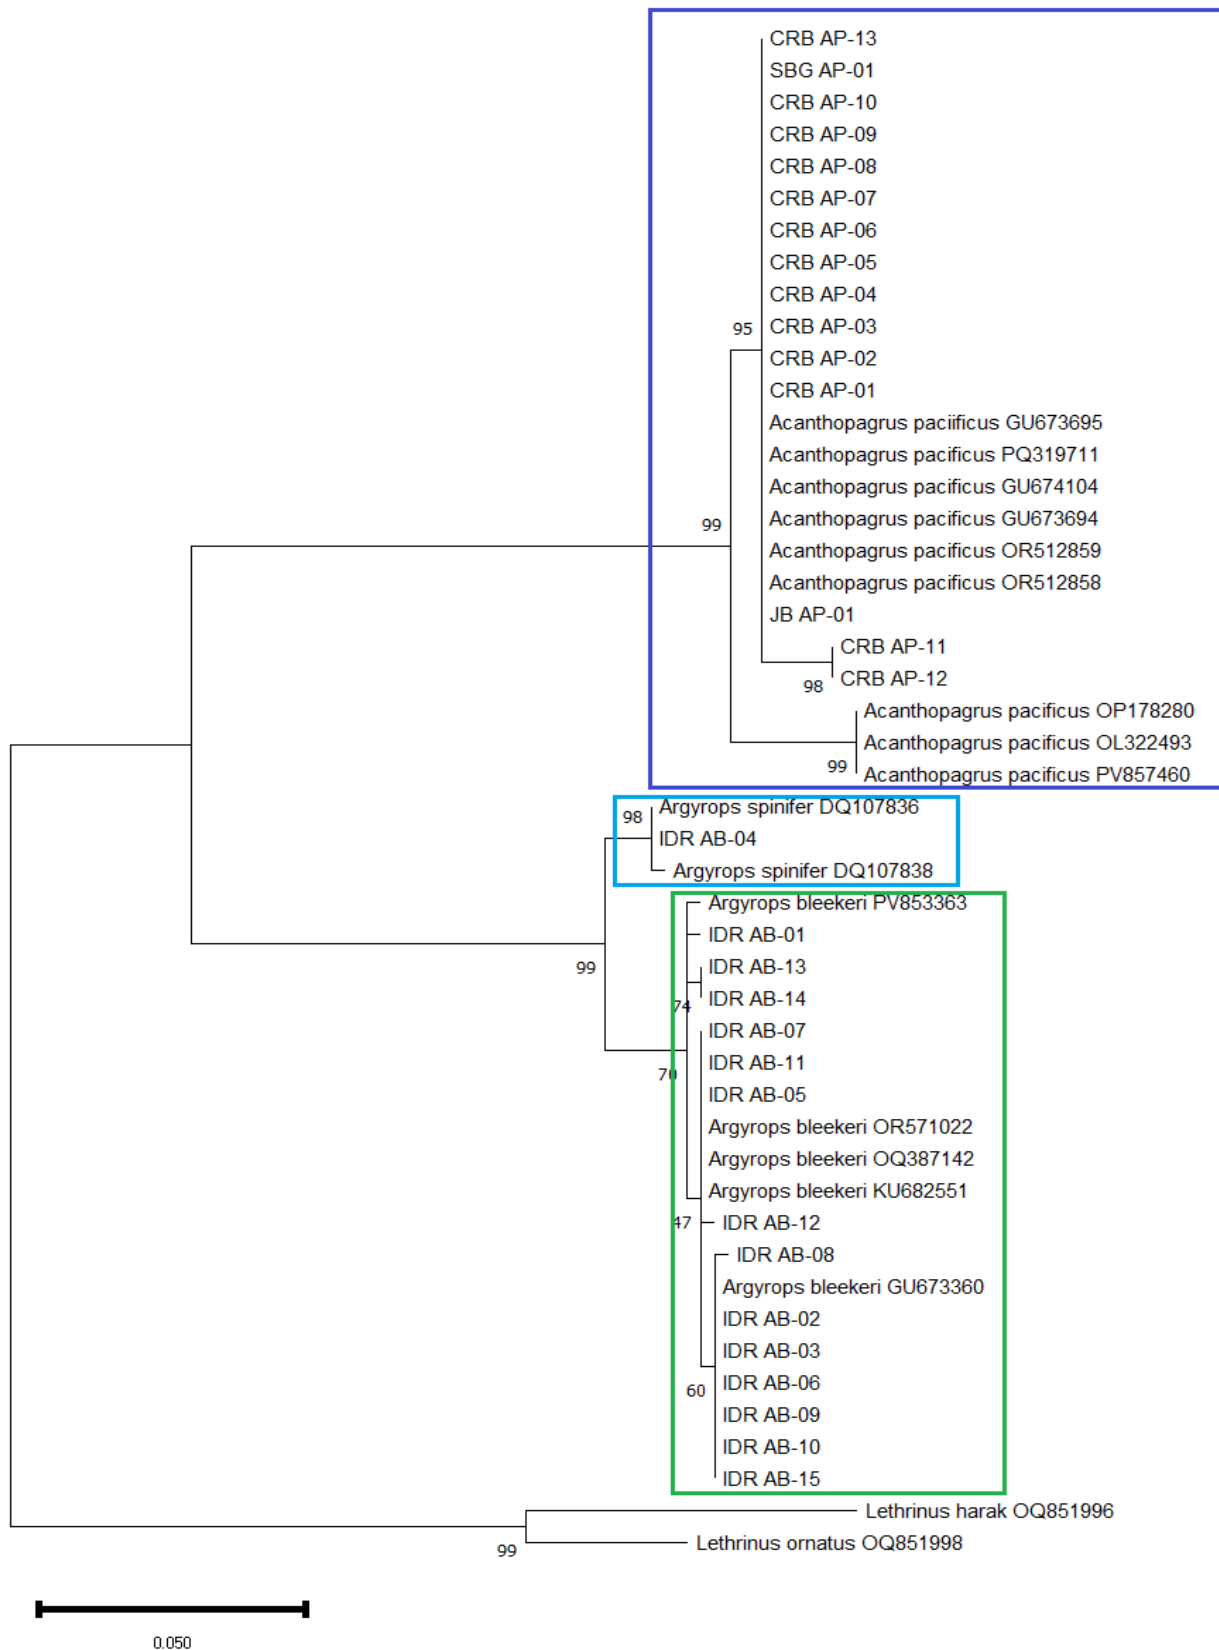 CRB AP-13
SBG AP-01
CRB AP-10
CRB AP-09
CRB AP-08
CRB AP-07
CRB AP-06
CRB AP-05
CRB AP-04
95
CRB AP-03
CRB AP-02
CRB AP-01
Acanthopagrus paciificus GU673695
Acanthopagrus pacificus PQ319711
Acanthopagrus pacificus GU674104
99
Acanthopagrus pacificus GU673694
Acanthopagrus pacificus OR512859
Acanthopagrus pacificus OR512858
JB AP-01
CRB AP-11
98
CRB AP-12
Acanthopagrus pacificus OP178280
Acanthopagrus pacificus OL322493
99
Acanthopagrus pacificus PV857460
Argyrops spinifer DQ107836
98
IDR AB-04
Argyrops spinifer DQ107838
Argyrops bleekeri PV853363
IDR AB-01
99
IDR AB-13
74
IDR AB-14
IDR AB-07
IDR AB-11
70
IDR AB-05
Argyrops bleekeri OR571022
Argyrops bleekeri OQ387142
Argyrops bleekeri KU682551
47
IDR AB-12
IDR AB-08
Argyrops bleekeri GU673360
IDR AB-02
IDR AB-03
60
IDR AB-06
IDR AB-09
IDR AB-10
IDR AB-15
Lethrinus harak OQ851996
Lethrinus ornatus OQ851998
99
0.050